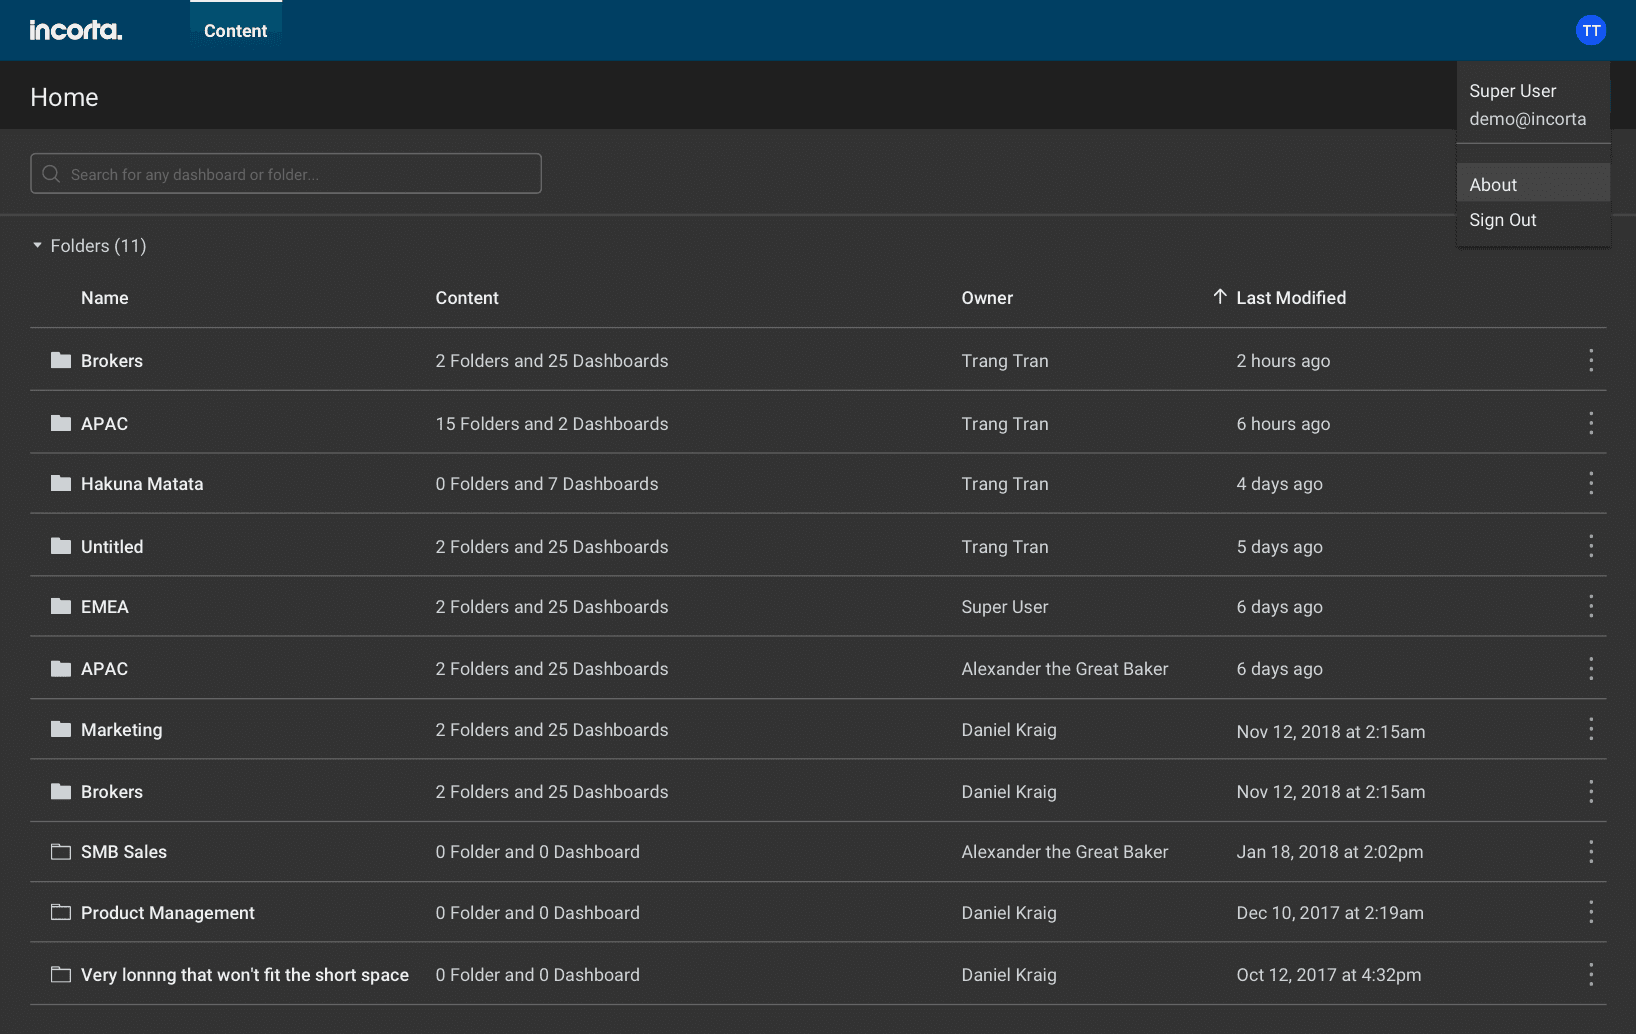 incorta.
Content
TT
Home
Super User
demo@incorta
Search for any dashboard or folder...
About
Sign Out
Folders (11)
Name Content Owner Last Modified
Brokers 2 Folders and 25 Dashboards Trang Tran 2 hours ago
APAC 15 Folders and 2 Dashboards Trang Tran 6 hours ago
Hakuna Matata 0 Folders and 7 Dashboards Trang Tran 4 days ago
Untitled 2 Folders and 25 Dashboards Trang Tran 5 days ago
EMEA 2 Folders and 25 Dashboards Super User 6 days ago
APAC 2 Folders and 25 Dashboards Alexander the Great Baker 6 days ago
Marketing 2 Folders and 25 Dashboards Daniel Kraig Nov 12, 2018 at 2:15am
Brokers 2 Folders and 25 Dashboards Daniel Kraig Nov 12, 2018 at 2:15am
SMB Sales 0 Folder and 0 Dashboard Alexander the Great Baker Jan 18, 2018 at 2:02pm
Product Management 0 Folder and 0 Dashboard Daniel Kraig Dec 10, 2017 at 2:19am
Very lonnng that won't fit the short space 0 Folder and 0 Dashboard Daniel Kraig Oct 12, 2017 at 4:32pm